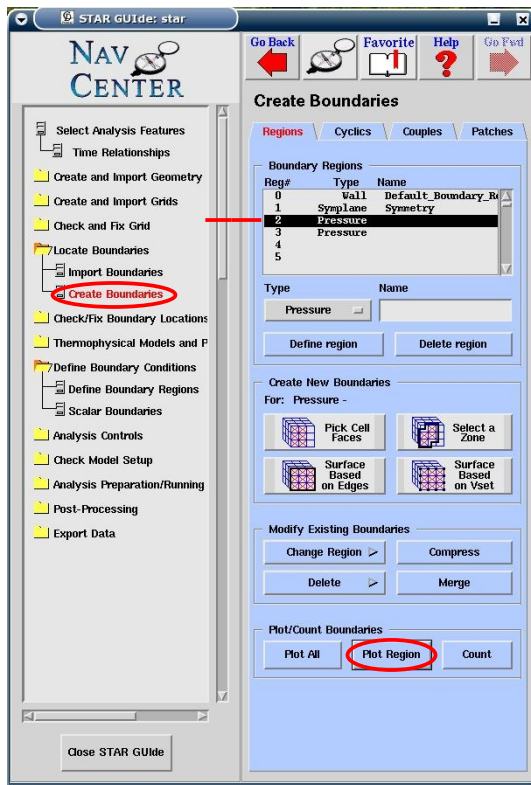 STAR GUIde: star
NAV
CENTER
Select Analysis Features
Time Relationships
Create and Import Geometry
Create and Import Grids
Check and Fix Grid
Locate Boundaries
Import Boundaries
Create Boundaries
Check/Fix Boundary Locations
Thermophysical Models and P
Define Boundary Conditions
Define Boundary Regions
Scalar Boundaries
Analysis Controls
Check Model Setup
Analysis Preparation/Running
Post-Processing
Export Data
Close STAR GUIde
Go Back
Favorite
Help
Go Fwd
Create Boundaries
Regions
Cyclics
Couples
Patches
Boundary Regions
Reg# Type Name
0 Wall Default_Boundary_Re
1 Symplane Symmetry
2 Pressure
3 Pressure
4
5
Type Name
Pressure
Define region
Delete region
Create New Boundaries
For: Pressure -
Pick Cell
Faces
Select a
Zone
Surface
Based
on Edges
Surface
Based
on Vset
Modify Existing Boundaries
Change Region
Compress
Delete
Merge
Plot/Count Boundaries
Plot All
Plot Region
Count